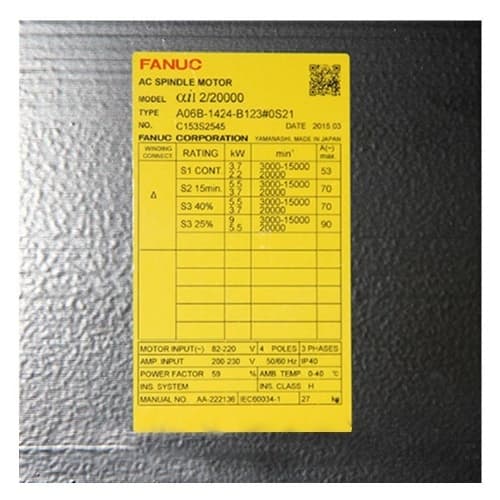 FANUC
AC SPINDLE MOTOR
MODEL αiI 2/20000
TYPE A06B-1424-B123#0S21
NO. C153S2545 DATE 2015.03
FANUC CORPORATION YAMANASHI, MADE IN JAPAN
WINDING CONNECT. RATING kW min⁻ A(~) max.
Δ
S1 CONT. 3.7 3000-15000 53
2.2 20000
S2 15min. 5.5 3000-15000 70
3.7 20000
S3 40% 5.5 3000-15000 70
3.7 20000
S3 25% 9 3000-15000 90
5.5 20000
MOTOR INPUT(~) 82-220 V 4 POLES 3 PHASES
AMP. INPUT 200-230 V 50/60 Hz IP40
POWER FACTOR 59 % AMB. TEMP. 0-40 ℃
INS. SYSTEM INS. CLASS H
MANUAL NO. AA-222136 IEC60034-1 27 kg